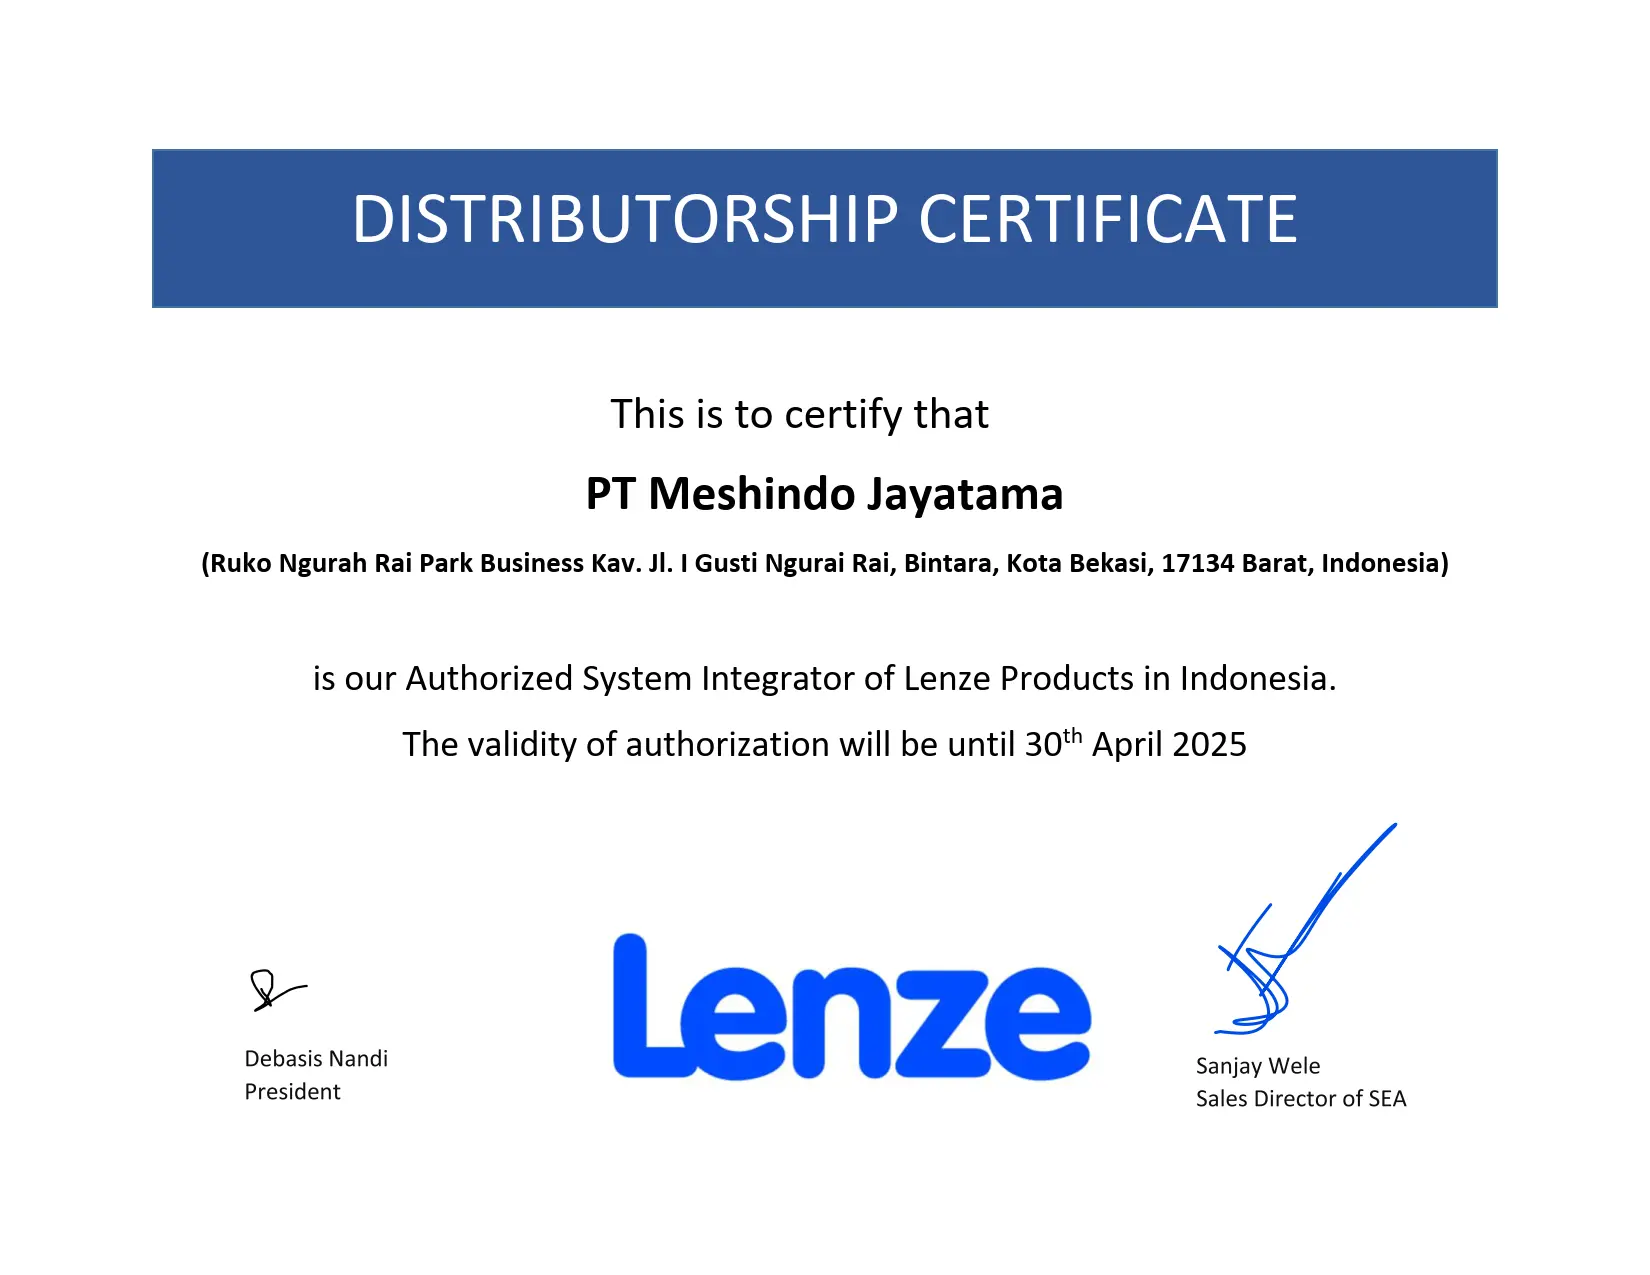 DISTRIBUTORSHIP CERTIFICATE
This is to certify that
PT Meshindo Jayatama
(Ruko Ngurah Rai Park Business Kav. Jl. I Gusti Ngurai Rai, Bintara, Kota Bekasi, 17134 Barat, Indonesia)
is our Authorized System Integrator of Lenze Products in Indonesia.
The validity of authorization will be until 30th April 2025
Lenze
Debasis Nandi
President
Sanjay Wele
Sales Director of SEA